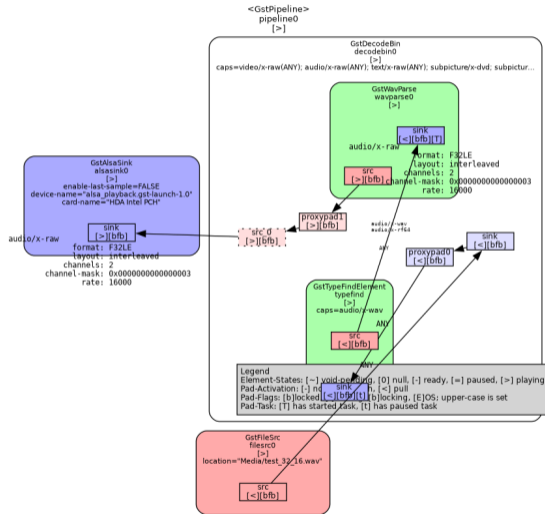 <GstPipeline>
pipeline0
[>]
GstDecodeBin
decodebin0
[>]
caps=video/x-raw(ANY); audio/x-raw(ANY); text/x-raw(ANY); subpicture/x-dvd; subpictur...
GstWavParse
wavparse0
[>]
sink
[<][bfb][T]
audio/x-raw
format: F32LE
layout: interleaved
channels: 2
channel-mask: 0x0000000000000003
rate: 16000
src
[>][bfb]
GstAlsaSink
alsasink0
[>]
enable-last-sample=FALSE
device-name="alsa_playback.gst-launch-1.0"
card-name="HDA Intel PCH"
sink
[>][bfb]
audio/x-raw
format: F32LE
layout: interleaved
channels: 2
channel-mask: 0x0000000000000003
rate: 16000
proxypad1
[>][bfb]
src_0
[>][bfb]
audio/x-wav
audio/x-rf64
ANY
sink
[<][bfb]
proxypad0
[<][bfb]
GstTypeFindElement
typefind
[>]
caps=audio/x-wav
ANY
src
[<][bfb]
ANY
sink
[<][bfb][t]
Legend
Element-States: [~] void-pending, [0] null, [-] ready, [=] paused, [>] playing
Pad-Activation: [-] [<] pull
Pad-Flags: [b]locked, [b]locking, [E]OS; upper-case is set
Pad-Task: [T] has started task, [t] has paused task
GstFileSrc
filesrc0
[>]
location="Media/test_32_16.wav"
src
[<][bfb]